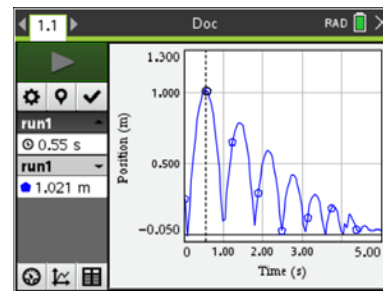 1.1 Doc RAD
run1
0.55 s
run1
1.021 m
Position (m)
1.300
1.000
0.500
-0.050
0 1.00 2.00 3.00 5.00
Time (s)